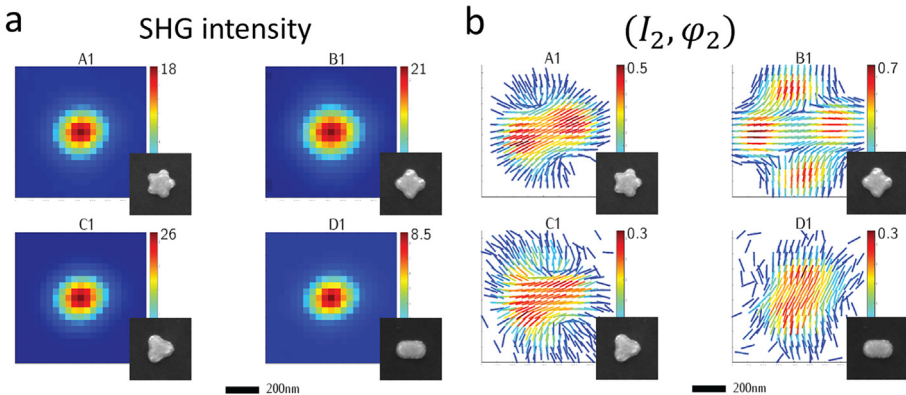 a
SHG intensity
A1
18
B1
21
C1
26
D1
8.5
200nm
b
(I₂, φ₂)
A1
0.5
B1
0.7
C1
0.3
D1
0.3
200nm